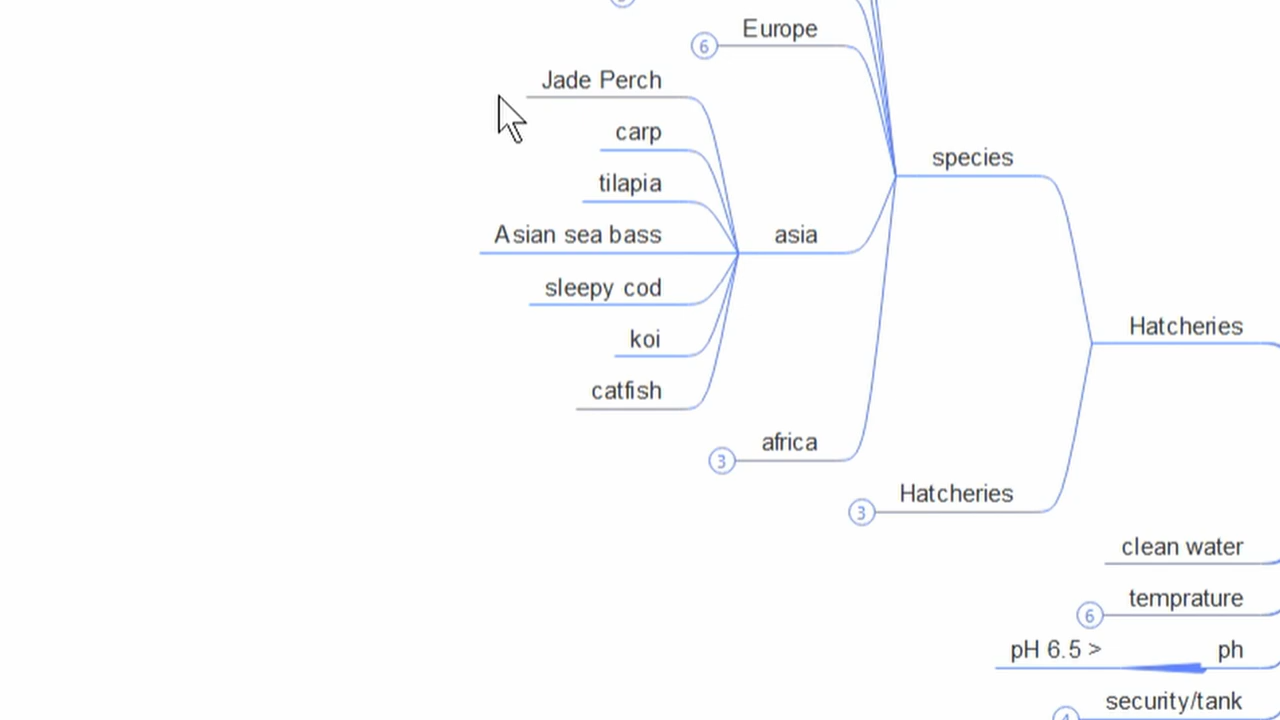 Europe
6
Jade Perch
carp
species
tilapia
Asian sea bass
asia
sleepy cod
Hatcheries
koi
catfish
africa
3
Hatcheries
3
clean water
temprature
6
pH 6.5 >
ph
security/tank